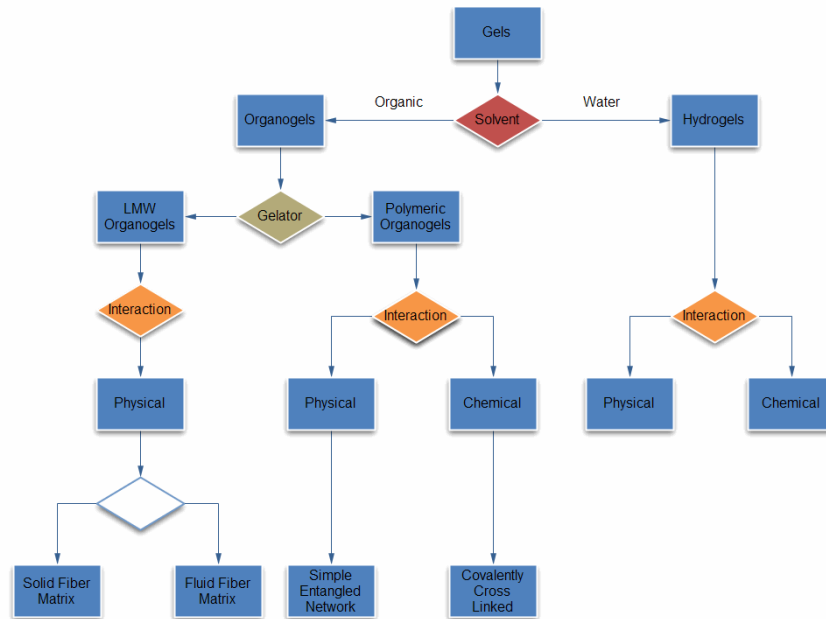 Gels
Organic
Water
Organogels
Solvent
Hydrogels
LMW
Organogels
Gelator
Polymeric
Organogels
Interaction
Interaction
Interaction
Physical
Physical
Chemical
Physical
Chemical
Solid Fiber
Matrix
Fluid Fiber
Matrix
Simple
Entangled
Network
Covalently
Cross
Linked